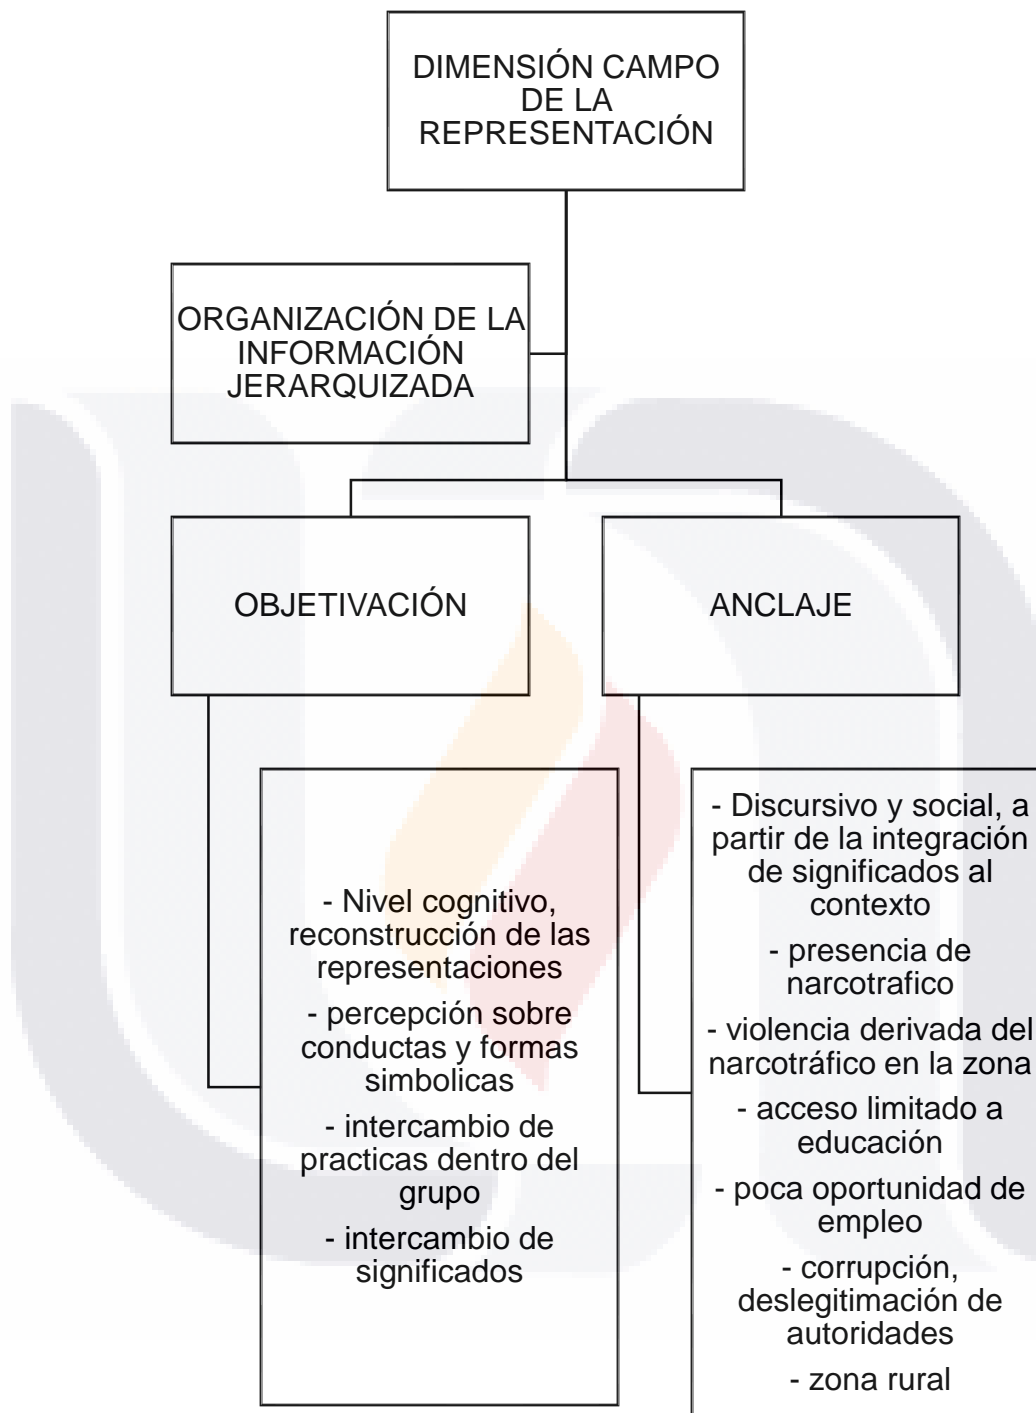 DIMENSIÓN CAMPO
DE LA
REPRESENTACIÓN
ORGANIZACIÓN DE LA
INFORMACIÓN
JERARQUIZADA
OBJETIVACIÓN
ANCLAJE
- Nivel cognitivo,
reconstrucción de las
representaciones
- percepción sobre
conductas y formas
simbolicas
- intercambio de
practicas dentro del
grupo
- intercambio de
significados
- Discursivo y social, a
partir de la integración
de significados al
contexto
- presencia de
narcotrafico
- violencia derivada del
narcotráfico en la zona
- acceso limitado a
educación
- poca oportunidad de
empleo
- corrupción,
deslegitimación de
autoridades
- zona rural